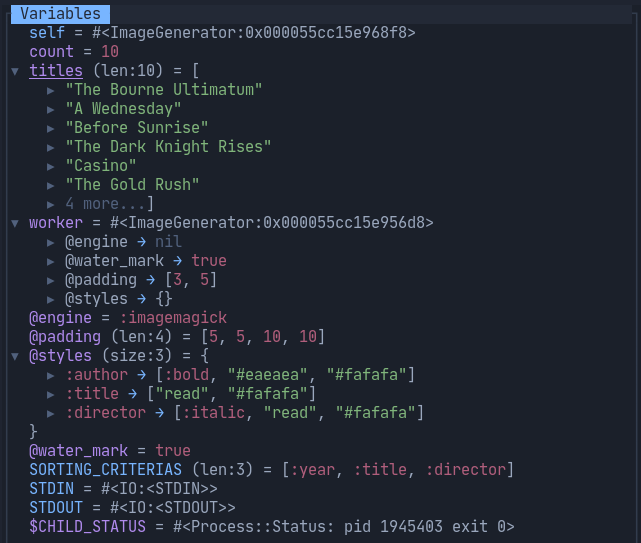 Variables
self = #<ImageGenerator:0x000055cc15e968f8>
count = 10
▼ titles (len:10) = [
▶ "The Bourne Ultimatum"
▶ "A Wednesday"
▶ "Before Sunrise"
▶ "The Dark Knight Rises"
▶ "Casino"
▶ "The Gold Rush"
▶ 4 more...]
▼ worker = #<ImageGenerator:0x000055cc15e956d8>
▶ @engine → nil
▶ @water_mark → true
▶ @padding → [3, 5]
▶ @styles → {}
@engine = :imagemagick
@padding (len:4) = [5, 5, 10, 10]
▼ @styles (size:3) = {
▶ :author → [:bold, "#eaeaea", "#fafafa"]
▶ :title → ["read", "#fafafa"]
▶ :director → [:italic, "read", "#fafafa"]
}
@water_mark = true
SORTING_CRITERIAS (len:3) = [:year, :title, :director]
STDIN = #<IO:<STDIN>>
STDOUT = #<IO:<STDOUT>>
$CHILD_STATUS = #<Process::Status: pid 1945403 exit 0>